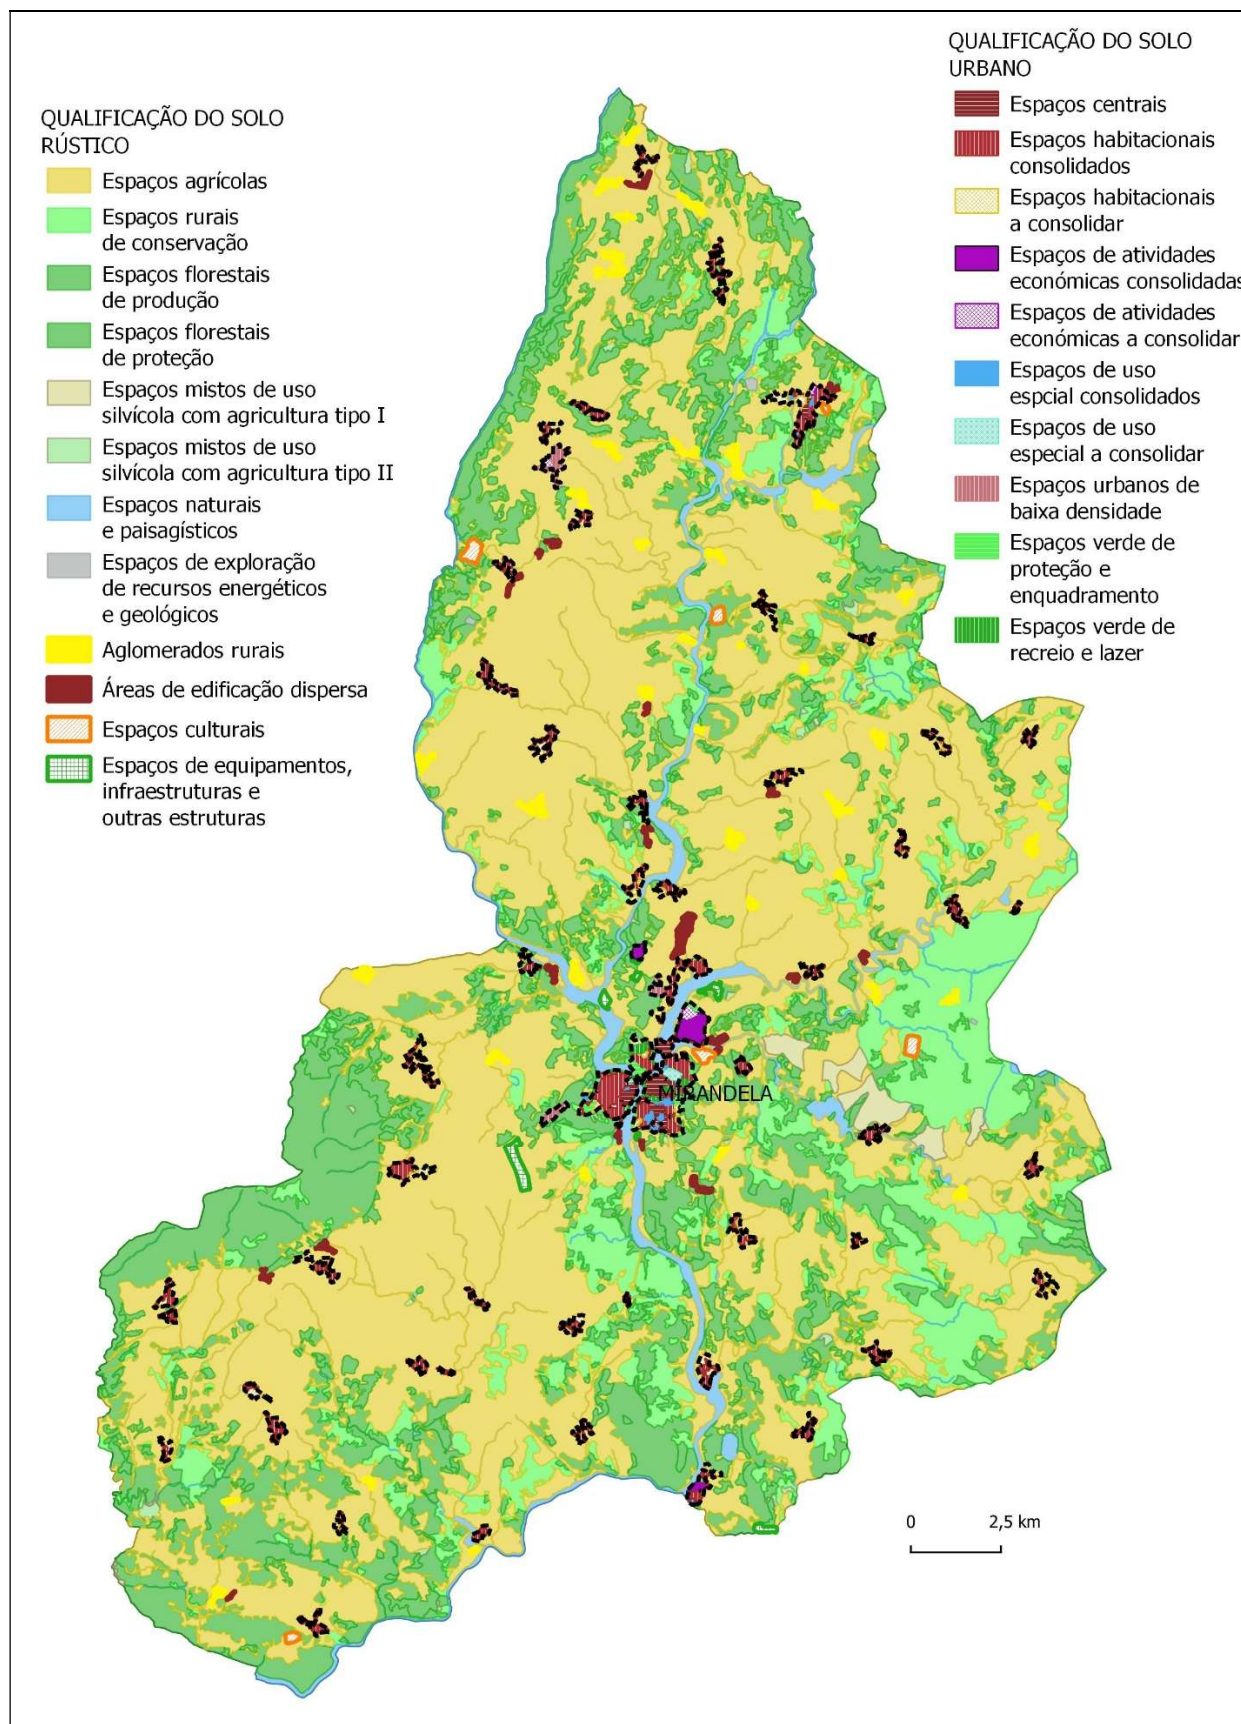 QUALIFICAÇÃO DO SOLO
RÚSTICO
Espaços agrícolas
Espaços rurais
de conservação
Espaços florestais
de produção
Espaços florestais
de proteção
Espaços mistos de uso
silvícola com agricultura tipo I
Espaços mistos de uso
silvícola com agricultura tipo II
Espaços naturais
e paisagísticos
Espaços de exploração
de recursos energéticos
e geológicos
Aglomerados rurais
Áreas de edificação dispersa
Espaços culturais
Espaços de equipamentos,
infraestruturas e
outras estruturas
QUALIFICAÇÃO DO SOLO
URBANO
Espaços centrais
Espaços habitacionais
consolidados
Espaços habitacionais
a consolidar
Espaços de atividades
económicas consolidadas
Espaços de atividades
económicas a consolidar
Espaços de uso
espcial consolidados
Espaços de uso
especial a consolidar
Espaços urbanos de
baixa densidade
Espaços verde de
proteção e
enquadramento
Espaços verde de
recreio e lazer
MIRANDELA
0 2,5 km